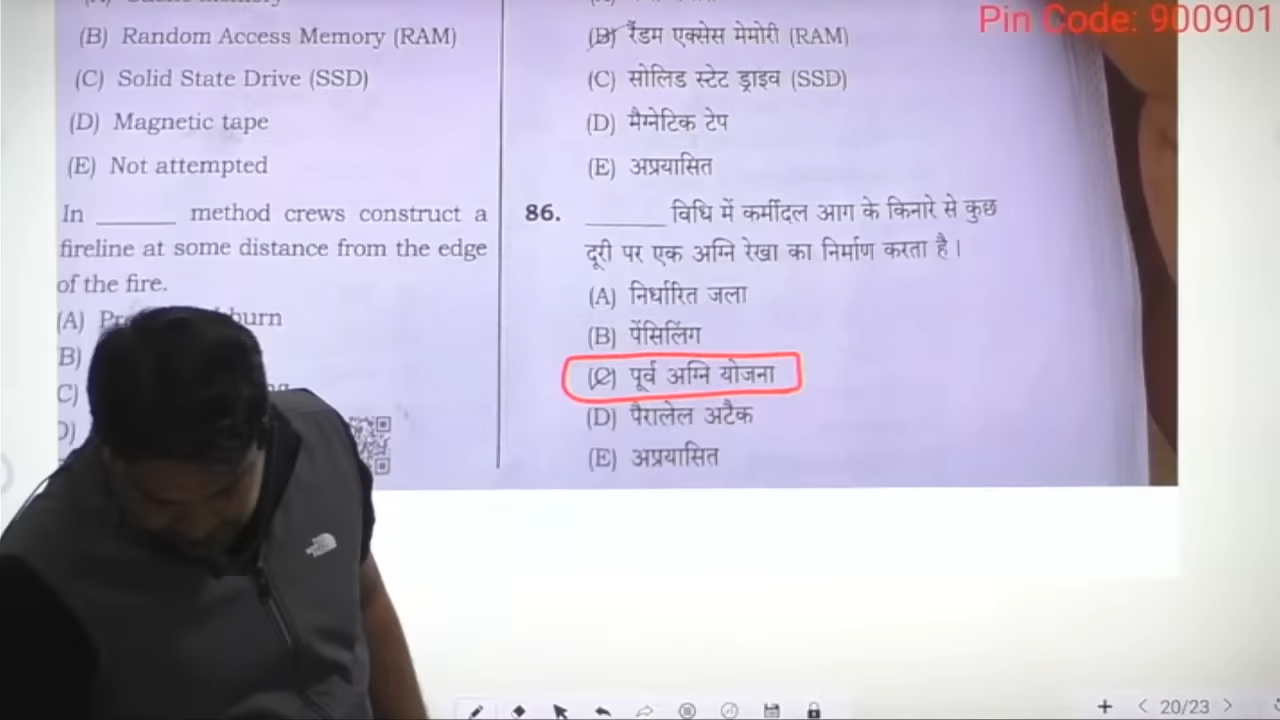 Pin Code: 900901
(B) Random Access Memory (RAM)
(C) Solid State Drive (SSD)
(D) Magnetic tape
(E) Not attempted
In ______ method crews construct a
fireline at some distance from the edge
of the fire.
(A) burn
(B)
C)
D)
(B) रैंडम एक्सेस मेमोरी (RAM)
(C) सोलिड स्टेट ड्राइव (SSD)
(D) मैग्नेटिक टेप
(E) अप्रयासित
86. ______ विधि में कर्मीदल आग के किनारे से कुछ
दूरी पर एक अग्नि रेखा का निर्माण करता है।
(A) निर्धारित जला
(B) पेंसिलिंग
(C) पूर्व अग्नि योजना
(D) पैरालेल अटैक
(E) अप्रयासित
20/23